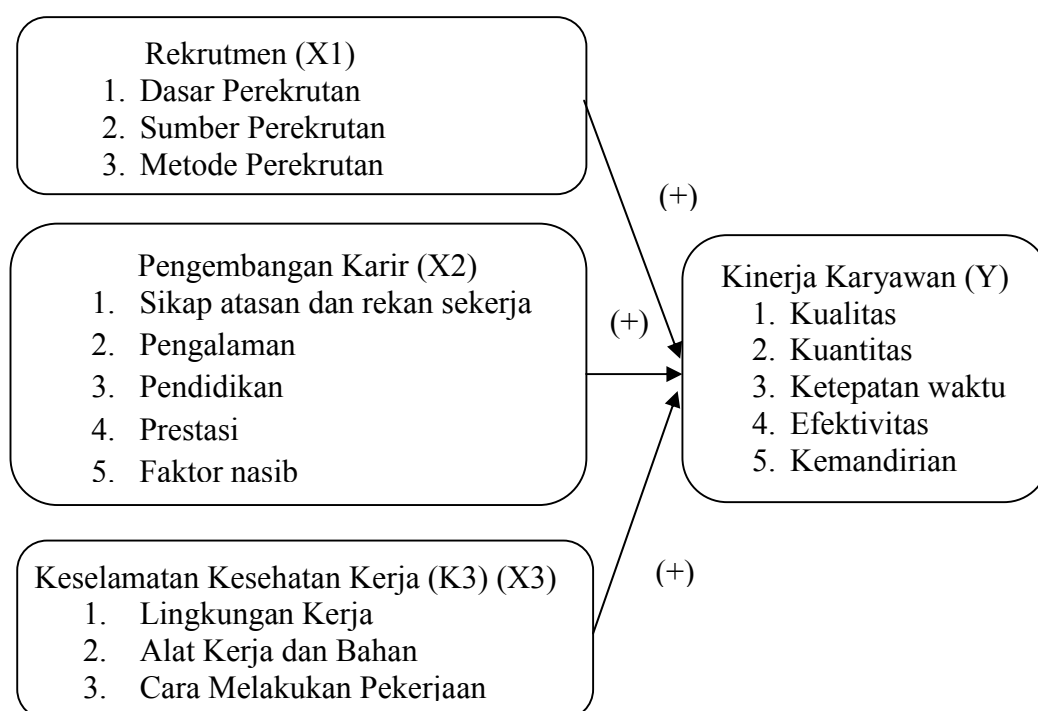 Rekrutmen (X1)
1. Dasar Perekrutan
2. Sumber Perekrutan
3. Metode Perekrutan
(+)
Pengembangan Karir (X2)
1. Sikap atasan dan rekan sekerja
2. Pengalaman
3. Pendidikan
4. Prestasi
5. Faktor nasib
(+)
Kinerja Karyawan (Y)
1. Kualitas
2. Kuantitas
3. Ketepatan waktu
4. Efektivitas
5. Kemandirian
Keselamatan Kesehatan Kerja (K3) (X3)
1. Lingkungan Kerja
2. Alat Kerja dan Bahan
3. Cara Melakukan Pekerjaan
(+)